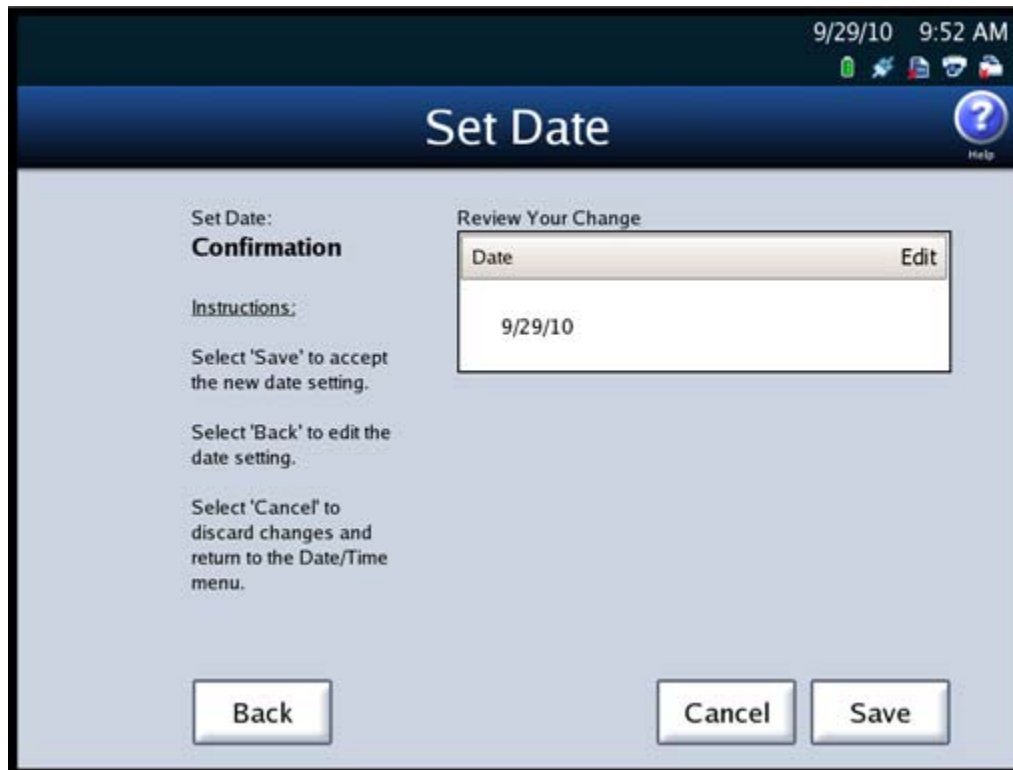 9/29/10 9:52 AM
Set Date
?
Help
Set Date:
Confirmation
Instructions:
Select 'Save' to accept
the new date setting.
Select 'Back' to edit the
date setting.
Select 'Cancel' to
discard changes and
return to the Date/Time
menu.
Review Your Change
Date Edit
9/29/10
Back Cancel Save